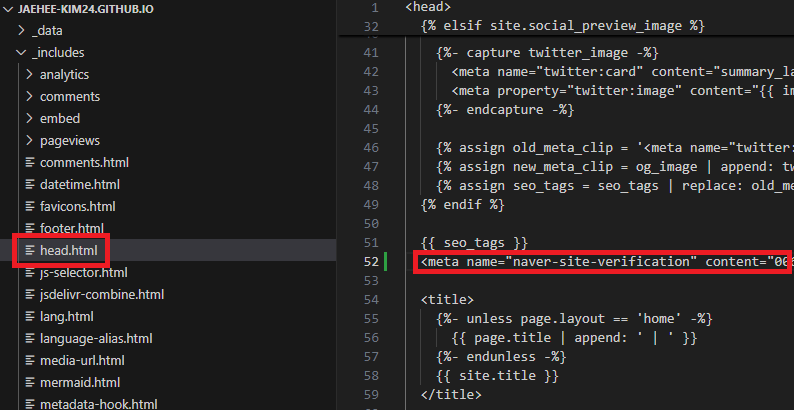 JAEHEE-KIM24.GITHUB.IO
_data
_includes
analytics
comments
embed
pageviews
comments.html
datetime.html
favicons.html
footer.html
head.html
js-selector.html
jsdelivr-combine.html
lang.html
language-alias.html
media-url.html
mermaid.html
metadata-hook.html
1 <head>
32 {% elsif site.social_preview_image %}
41 {%- capture twitter_image -%}
42 <meta name="twitter:card" content="summary_la
43 <meta property="twitter:image" content="{{ im
44 {%- endcapture -%}
45
46 {% assign old_meta_clip = '<meta name="twitter:
47 {% assign new_meta_clip = og_image | append: tw
48 {% assign seo_tags = seo_tags | replace: old_me
49 {% endif %}
50
51 {{ seo_tags }}
52 <meta name="naver-site-verification" content="00
53
54 <title>
55 {%- unless page.layout == 'home' -%}
56 {{ page.title | append: ' | ' }}
57 {%- endunless -%}
58 {{ site.title }}
59 </title>